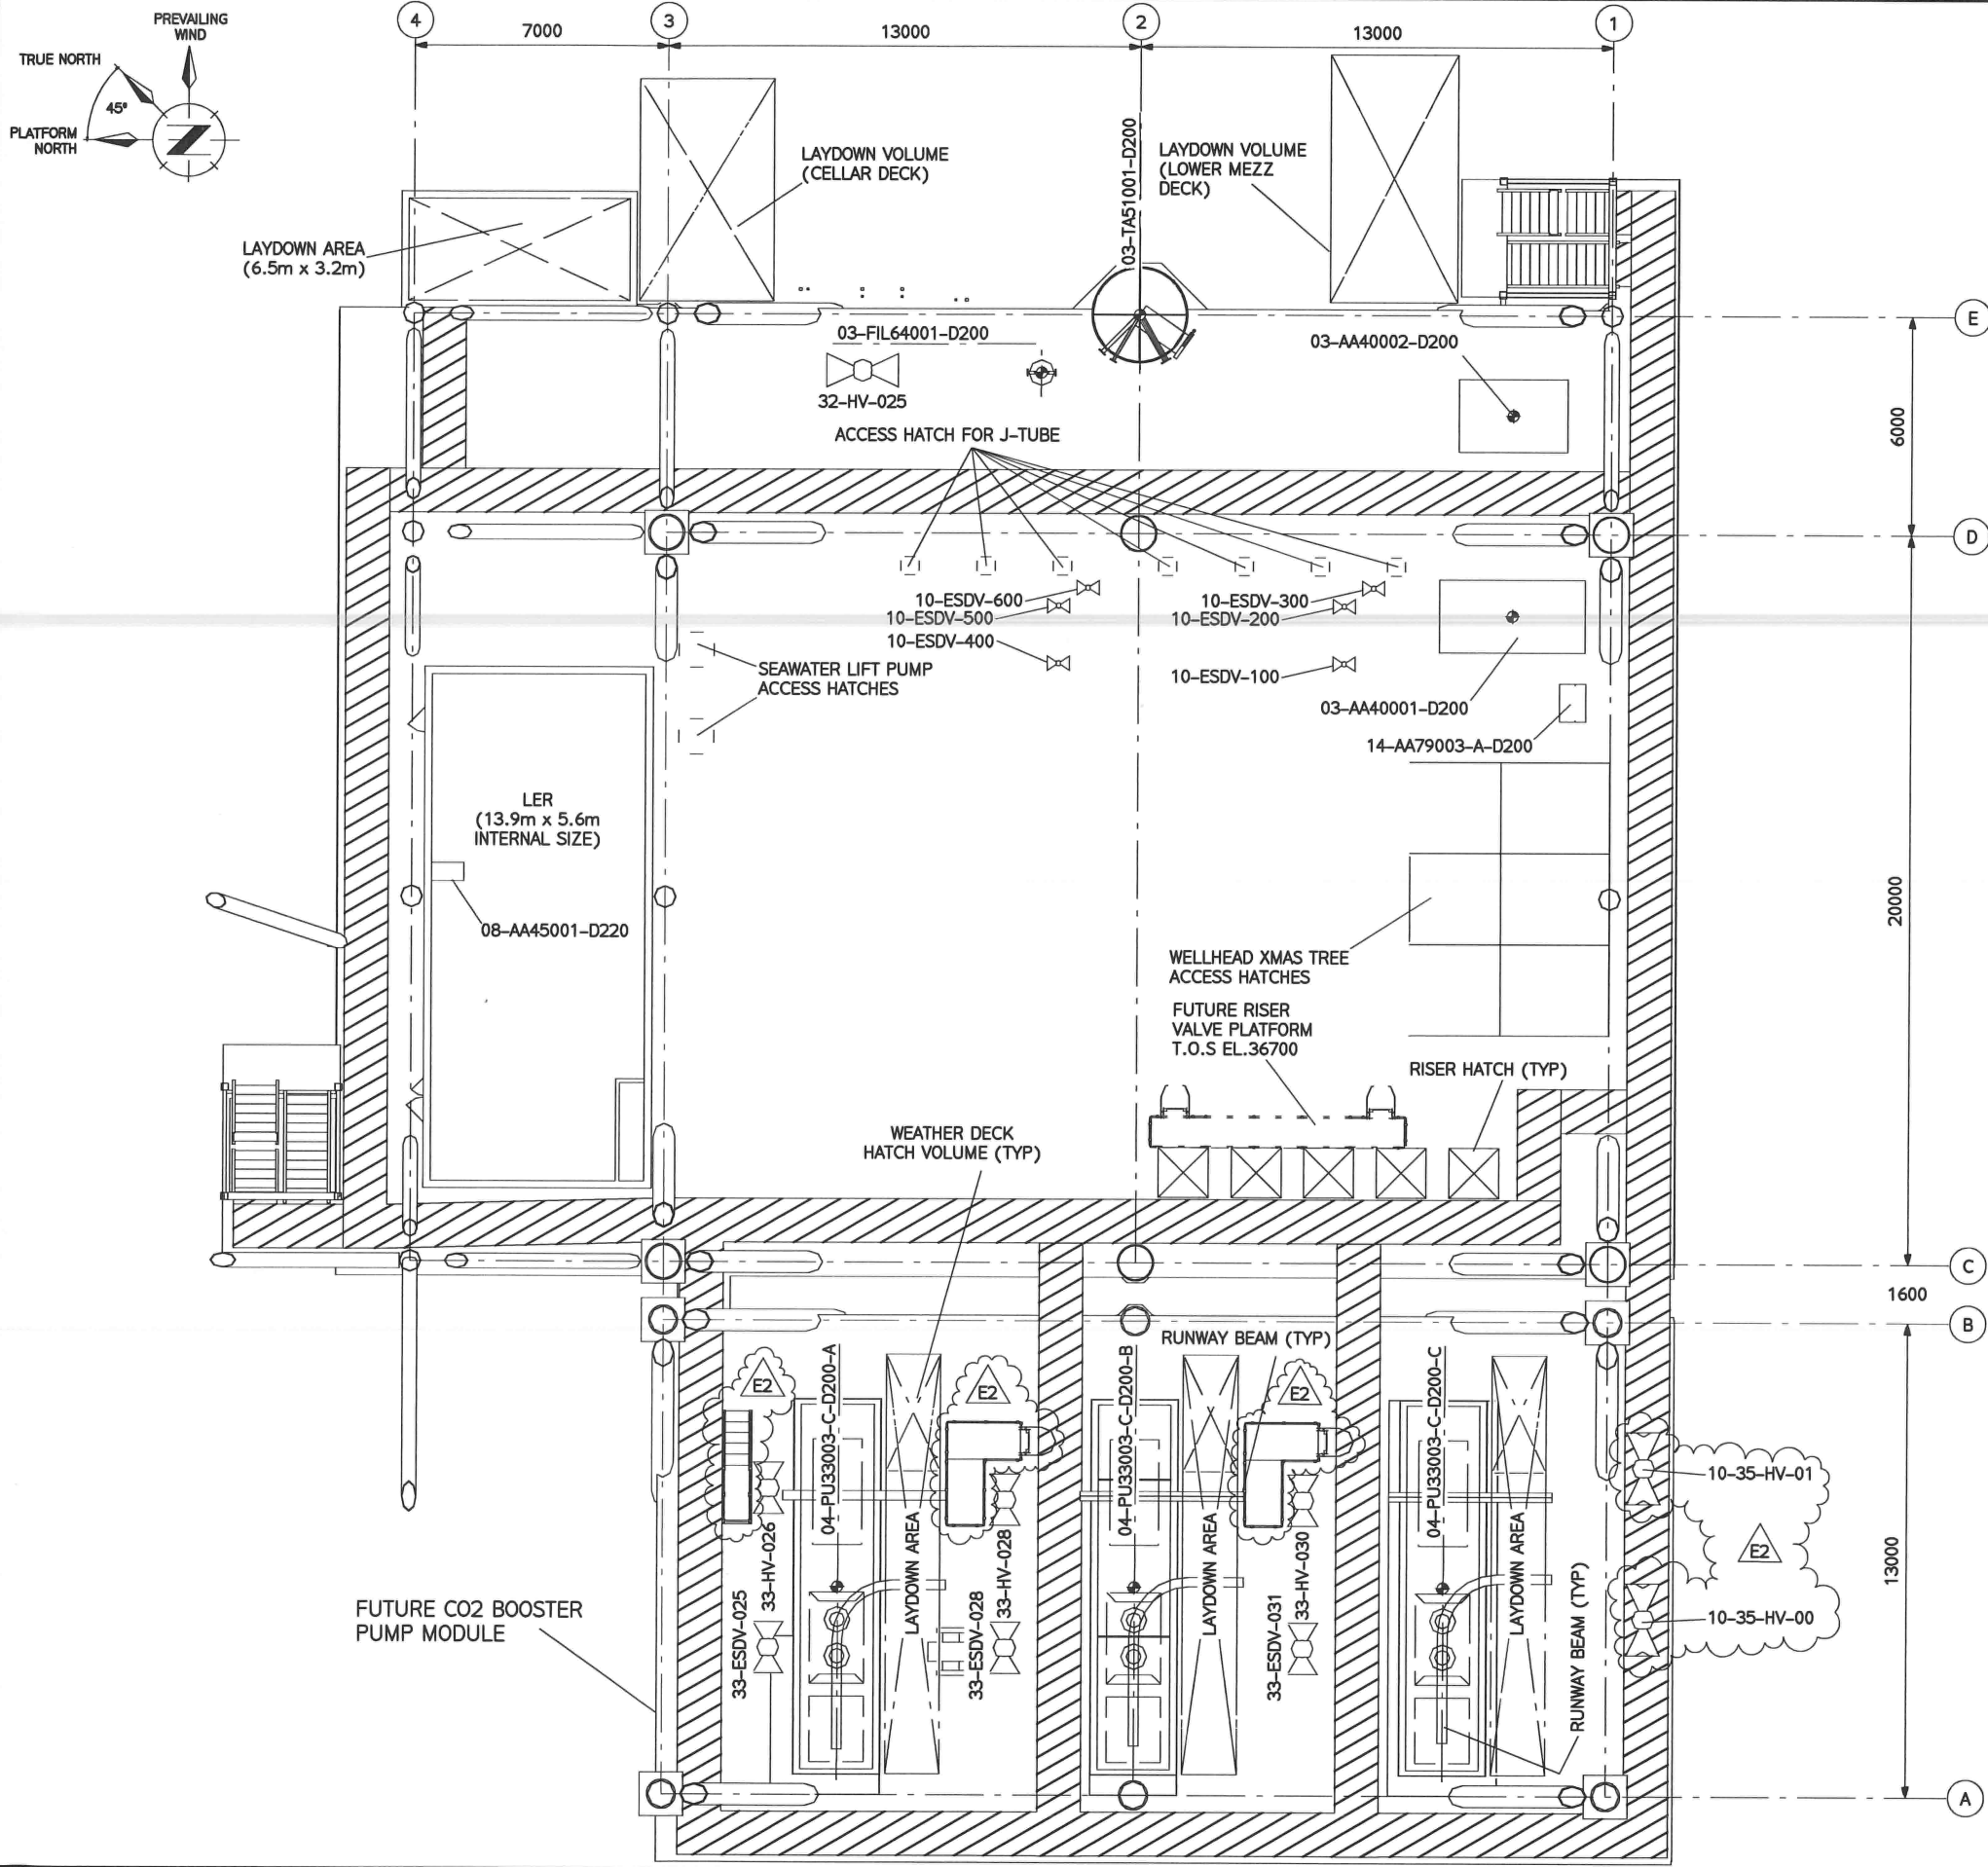 PREVAILING
WIND
TRUE NORTH
45°
PLATFORM
NORTH
4
3
2
1
7000
13000
13000
LAYDOWN VOLUME
(CELLAR DECK)
03-TA51001-D200
LAYDOWN VOLUME
(LOWER MEZZ
DECK)
LAYDOWN AREA
(6.5m x 3.2m)
E
03-FIL64001-D200
03-AA40002-D200
32-HV-025
6000
ACCESS HATCH FOR J-TUBE
D
10-ESDV-600
10-ESDV-500
10-ESDV-400
10-ESDV-300
10-ESDV-200
10-ESDV-100
SEAWATER LIFT PUMP
ACCESS HATCHES
03-AA40001-D200
14-AA79003-A-D200
LER
(13.9m x 5.6m
INTERNAL SIZE)
08-AA45001-D220
20000
WELLHEAD XMAS TREE
ACCESS HATCHES
FUTURE RISER
VALVE PLATFORM
T.O.S EL.36700
RISER HATCH (TYP)
WEATHER DECK
HATCH VOLUME (TYP)
C
1600
B
RUNWAY BEAM (TYP)
E2
04-PU33003-C-D200-A
E2
04-PU33003-C-D200-B
E2
04-PU33003-C-D200-C
10-35-HV-01
33-HV-026
LAYDOWN AREA
33-HV-028
LAYDOWN AREA
33-HV-030
LAYDOWN AREA
E2
13000
33-ESDV-025
33-ESDV-028
33-ESDV-031
RUNWAY BEAM (TYP)
10-35-HV-00
FUTURE CO2 BOOSTER
PUMP MODULE
A